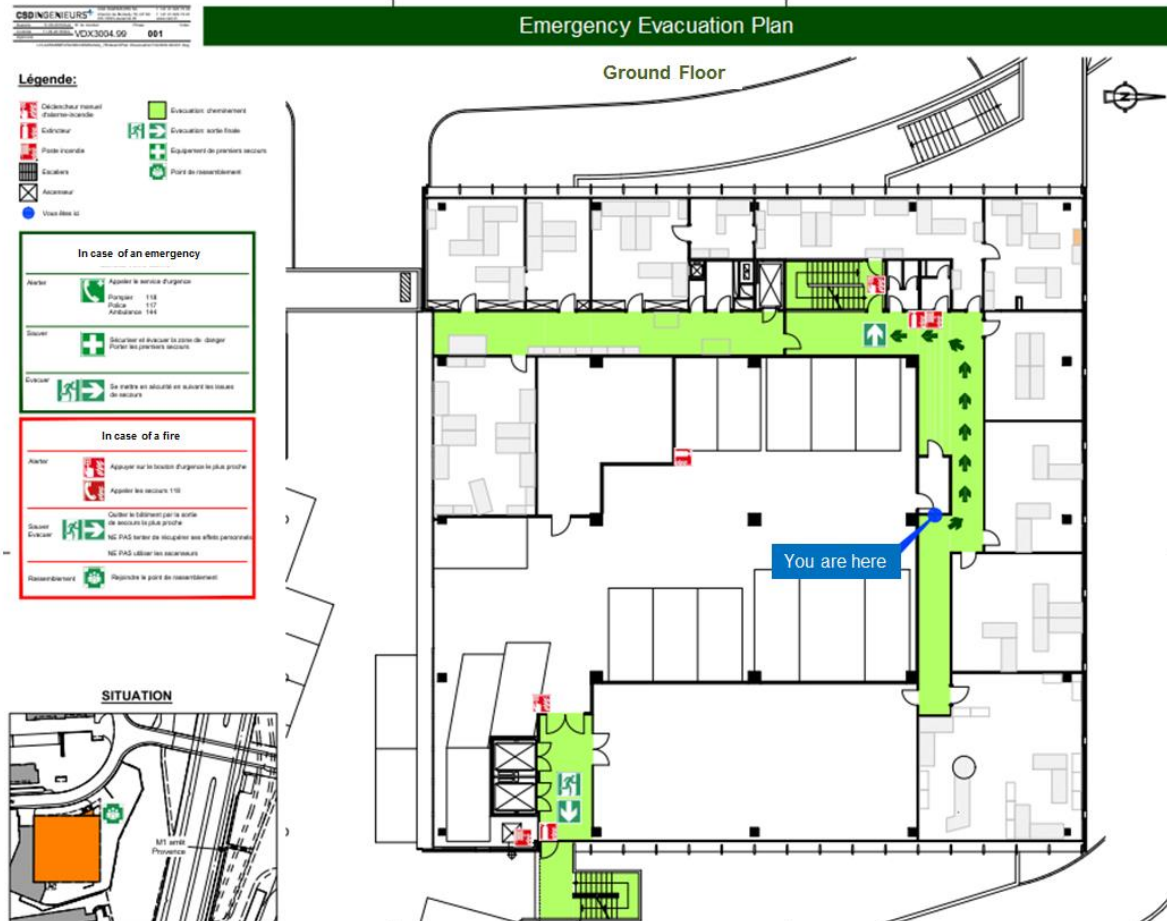 CSD INGENIEURS+
VDX3004.99
001
Emergency Evacuation Plan
Ground Floor
Légende:
Déclencheur manuel
d'alarme-incendie
Extincteur
Poste incendie
Escaliers
Ascenseur
Vous êtes ici
Evacuation: cheminement
Evacuation: sortie finale
Equipement de premiers secours
Point de rassemblement
N
In case of an emergency
Alerter
Appeler le service d'urgence
Pompier 118
Police 117
Ambulance 144
Sauver
Sécuriser et évacuer la zone de danger
Porter les premiers secours
Evacuer
Se mettre en sécurité en suivant les issues
de secours
In case of a fire
Alerter
Appuyer sur le bouton d'urgence le plus proche
Appeler les secours 118
Sauver
Evacuer
Quitter le bâtiment par la sortie
de secours la plus proche
NE PAS tenter de récupérer ses effets personnels
NE PAS utiliser les ascenseurs
Rassemblement
Rejoindre le point de rassemblement
You are here
SITUATION
M1 arrêt
Provence